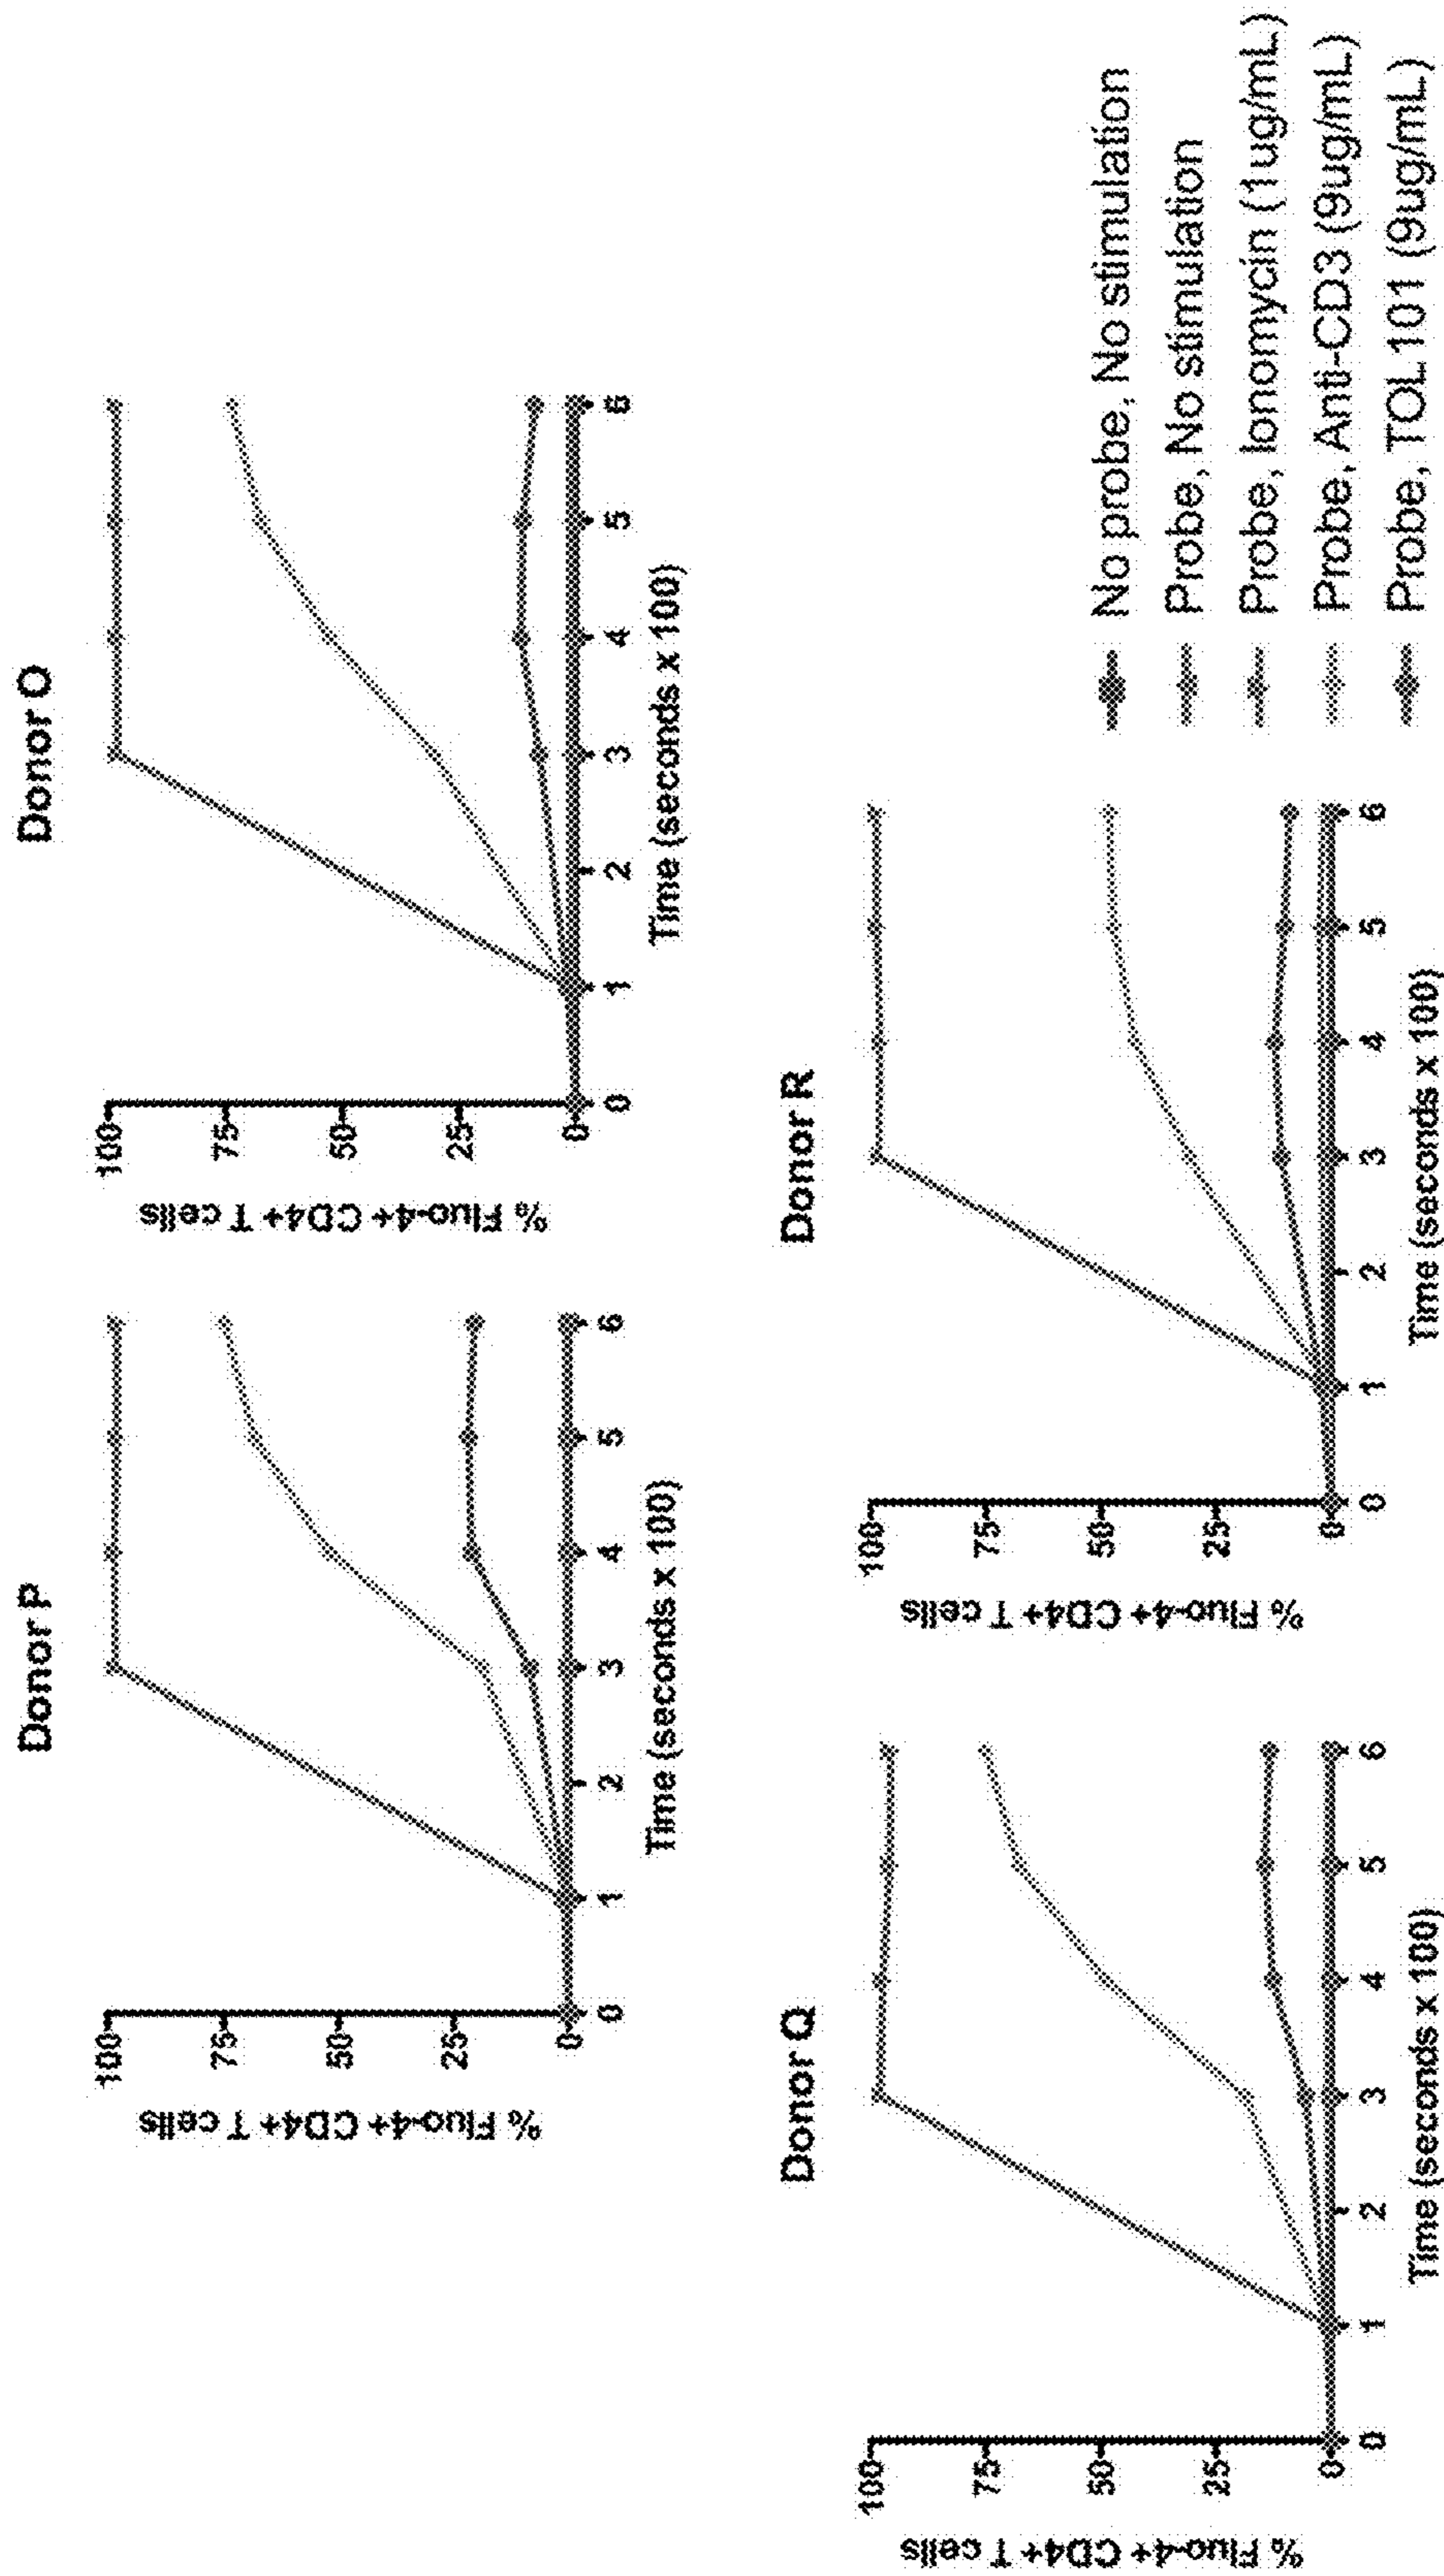 Donor P
% Fluo-4+ CD4+ T cells
100
75
50
25
0
0 1 2 3 4 5 6
Time (seconds x 100)
Donor O
% Fluo-4+ CD4+ T cells
100
75
50
25
0
0 1 2 3 4 5 6
Time (seconds x 100)
Donor Q
% Fluo-4+ CD4+ T cells
100
75
50
25
0
0 1 2 3 4 5 6
Time (seconds x 100)
Donor R
% Fluo-4+ CD4+ T cells
100
75
50
25
0
0 1 2 3 4 5 6
Time (seconds x 100)
No probe, No stimulation
Probe, No stimulation
Probe, Ionomycin (1ug/mL)
Probe, Anti-CD3 (9ug/mL)
Probe, TOL101 (9ug/mL)